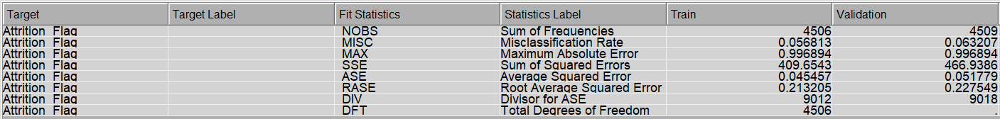 Target Target Label Fit Statistics Statistics Label Train Validation
Attrition_Flag NOBS Sum of Frequencies 4506 4509
Attrition_Flag MISC Misclassification Rate 0.056813 0.063207
Attrition_Flag MAX Maximum Absolute Error 0.996894 0.996894
Attrition_Flag SSE Sum of Squared Errors 409.6543 466.9386
Attrition_Flag ASE Average Squared Error 0.045457 0.051779
Attrition_Flag RASE Root Average Squared Error 0.213205 0.227549
Attrition_Flag DIV Divisor for ASE 9012 9018
Attrition_Flag DFT Total Degrees of Freedom 4506 .